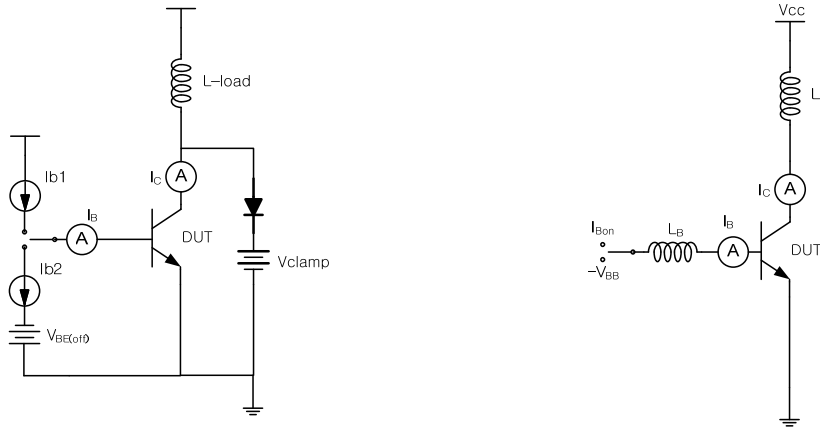 L-load
Ib1
IC
A
IB
A
DUT
Ib2
Vclamp
VBE(off)
Vcc
L
IC
A
IBon
LB
IB
A
DUT
-VBB